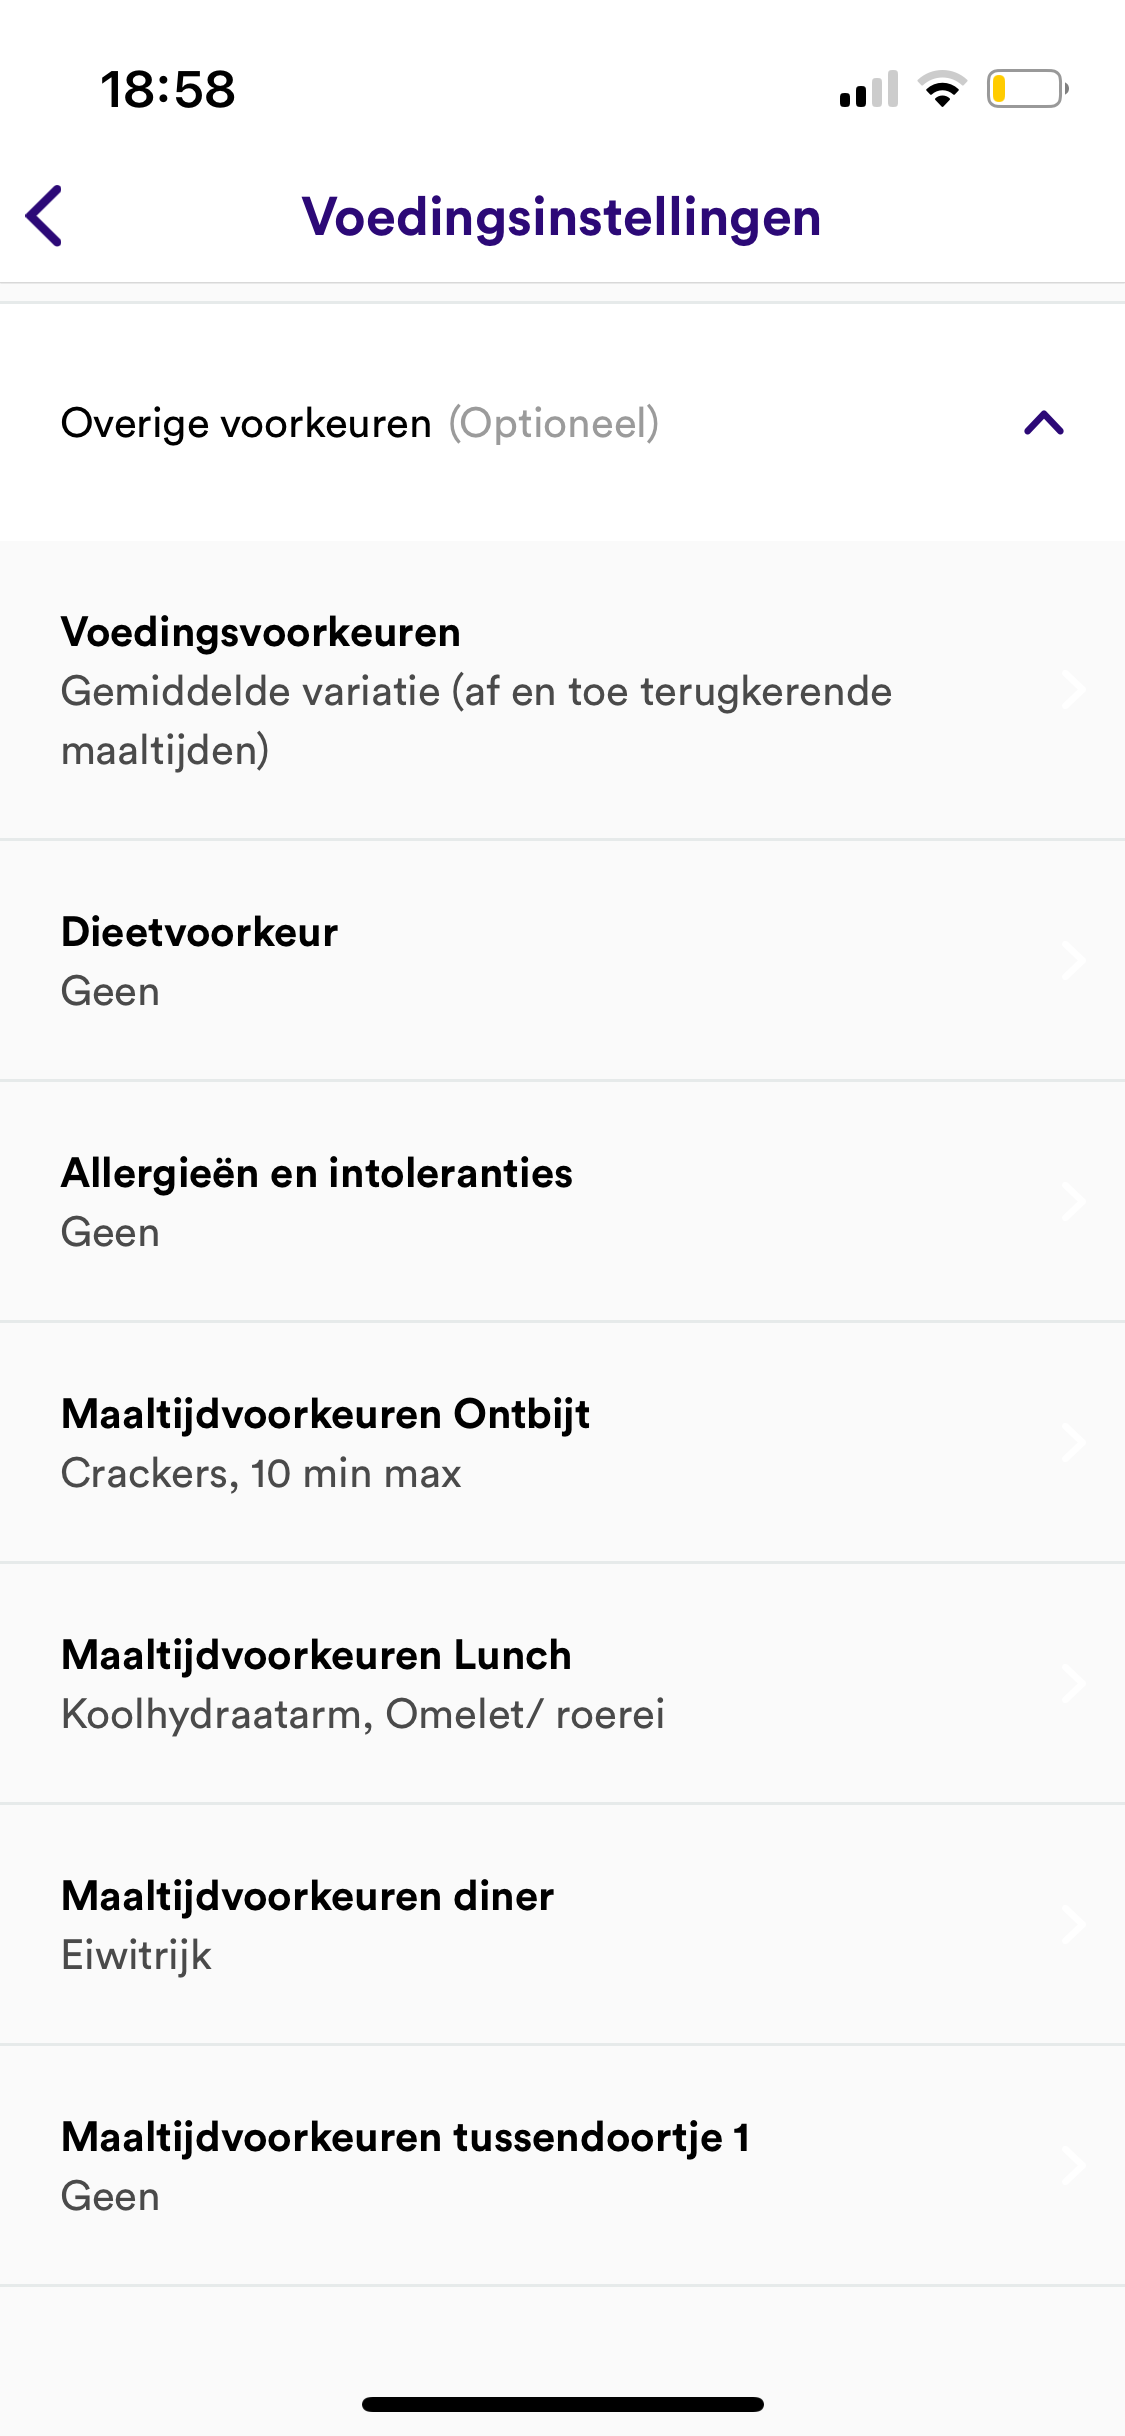 18:58
Voedingsinstellingen
Overige voorkeuren (Optioneel)
Voedingsvoorkeuren
Gemiddelde variatie (af en toe terugkerende
maaltijden)
Dieetvoorkeur
Geen
Allergieën en intoleranties
Geen
Maaltijdvoorkeuren Ontbijt
Crackers, 10 min max
Maaltijdvoorkeuren Lunch
Koolhydraatarm, Omelet/ roerei
Maaltijdvoorkeuren diner
Eiwitrijk
Maaltijdvoorkeuren tussendoortje 1
Geen